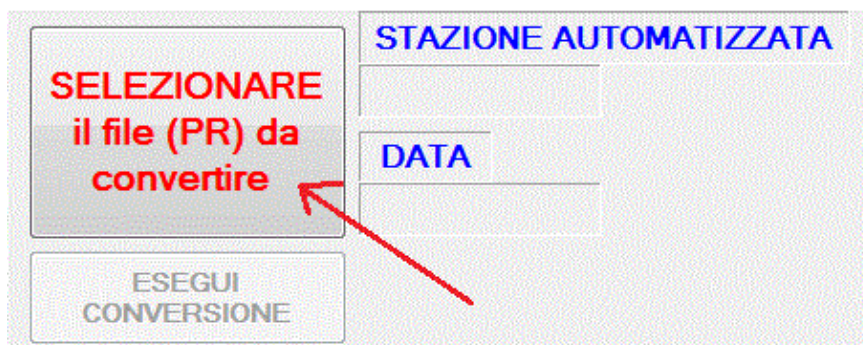 SELEZIONARE
il file (PR) da
convertire
STAZIONE AUTOMATIZZATA
DATA
ESEGUI
CONVERSIONE